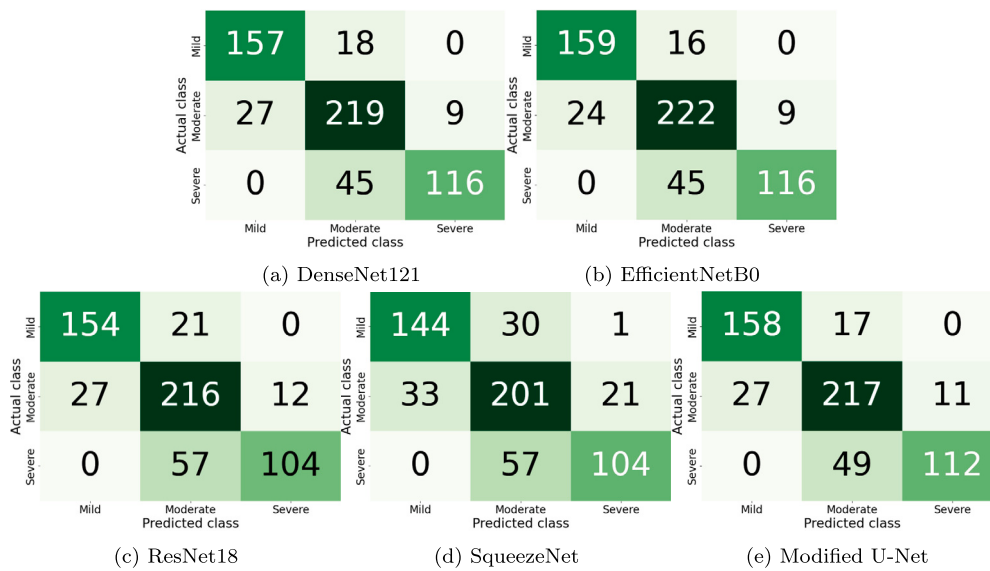 Actual class
Mild
Moderate
Severe
157 18 0
27 219 9
0 45 116
Mild Moderate Severe
Predicted class
(a) DenseNet121
Actual class
Mild
Moderate
Severe
159 16 0
24 222 9
0 45 116
Mild Moderate Severe
Predicted class
(b) EfficientNetB0
Actual class
Mild
Moderate
Severe
154 21 0
27 216 12
0 57 104
Mild Moderate Severe
Predicted class
(c) ResNet18
Actual class
Mild
Moderate
Severe
144 30 1
33 201 21
0 57 104
Mild Moderate Severe
Predicted class
(d) SqueezeNet
Actual class
Mild
Moderate
Severe
158 17 0
27 217 11
0 49 112
Mild Moderate Severe
Predicted class
(e) Modified U-Net